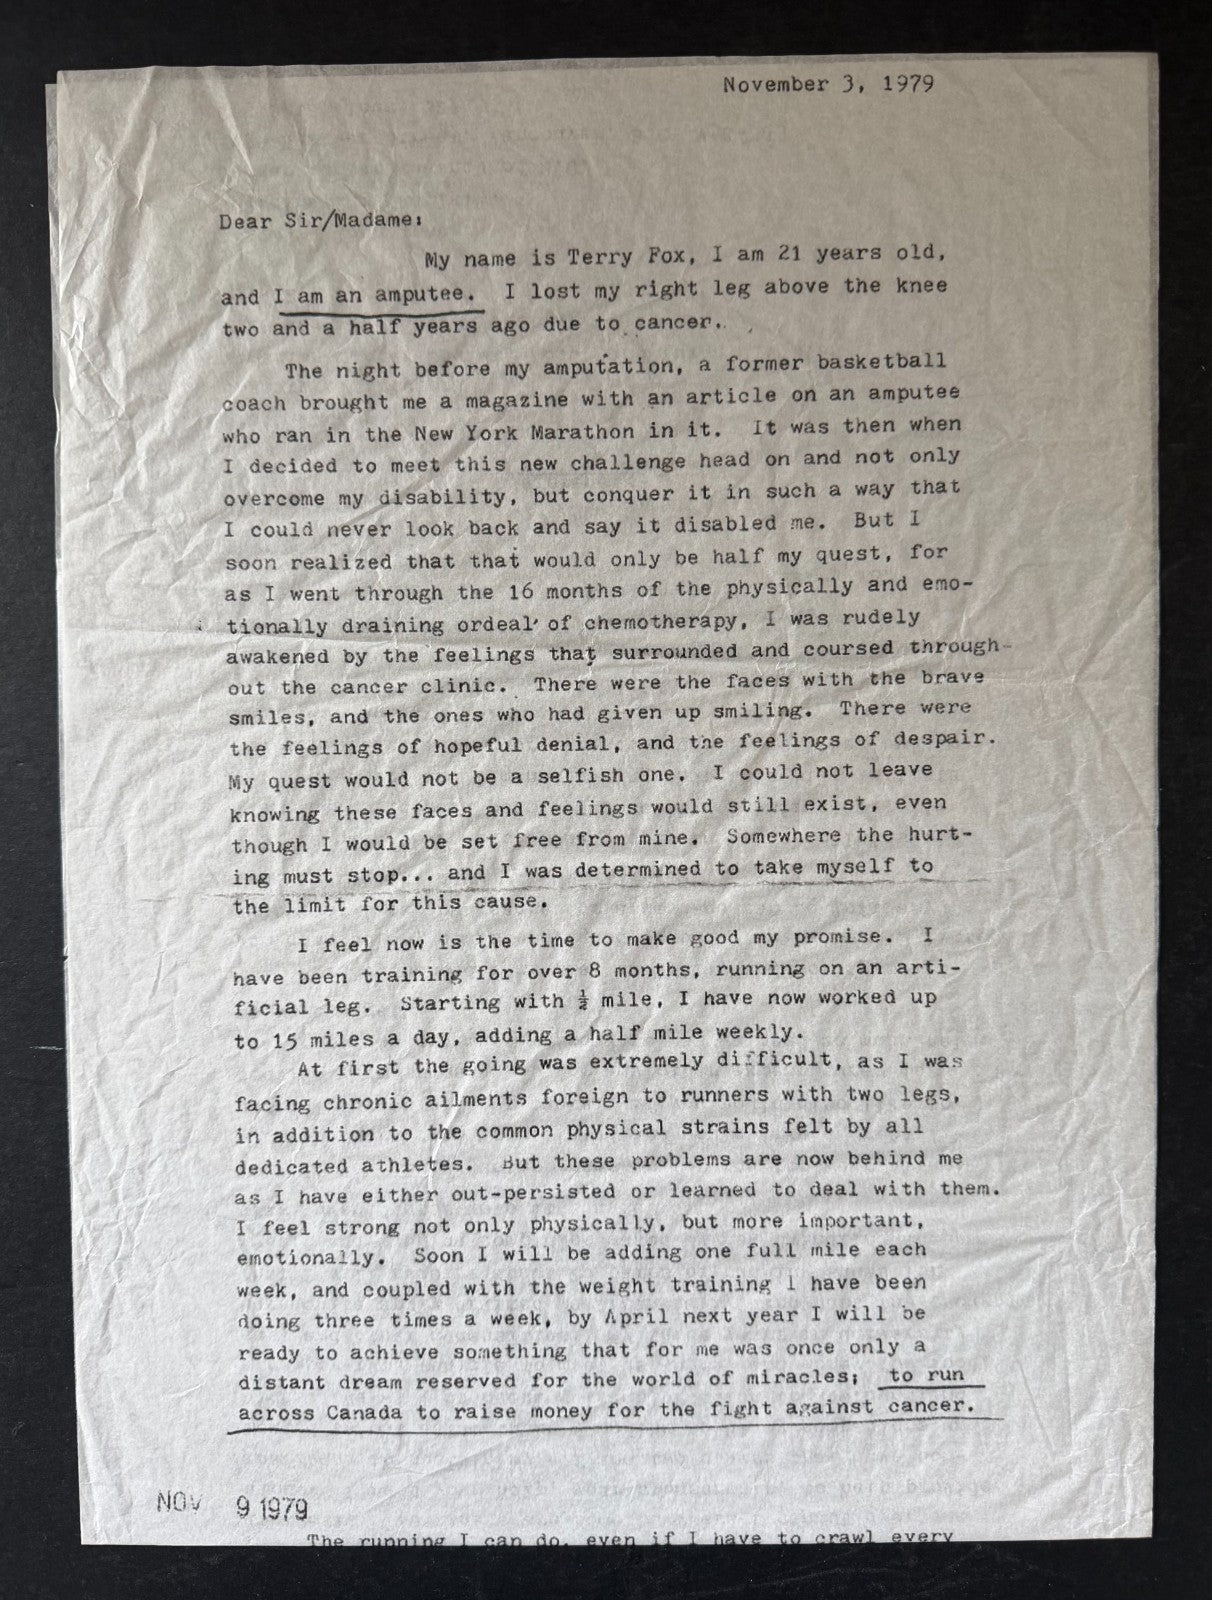 November 3, 1979
Dear Sir/Madame:
My name is Terry Fox, I am 21 years old,
and I am an amputee. I lost my right leg above the knee
two and a half years ago due to cancer.
The night before my amputation, a former basketball
coach brought me a magazine with an article on an amputee
who ran in the New York Marathon in it. It was then when
I decided to meet this new challenge head on and not only
overcome my disability, but conquer it in such a way that
I could never look back and say it disabled me. But I
soon realized that that would only be half my quest, for
as I went through the 16 months of the physically and emo-
tionally draining ordeal of chemotherapy, I was rudely
awakened by the feelings that surrounded and coursed through-
out the cancer clinic. There were the faces with the brave
smiles, and the ones who had given up smiling. There were
the feelings of hopeful denial, and the feelings of despair.
My quest would not be a selfish one. I could not leave
knowing these faces and feelings would still exist, even
though I would be set free from mine. Somewhere the hurt-
ing must stop... and I was determined to take myself to
the limit for this cause.
I feel now is the time to make good my promise. I
have been training for over 8 months, running on an arti-
ficial leg. Starting with ½ mile, I have now worked up
to 15 miles a day, adding a half mile weekly.
At first the going was extremely difficult, as I was
facing chronic ailments foreign to runners with two legs,
in addition to the common physical strains felt by all
dedicated athletes. But these problems are now behind me
as I have either out-persisted or learned to deal with them.
I feel strong not only physically, but more important,
emotionally. Soon I will be adding one full mile each
week, and coupled with the weight training I have been
doing three times a week, by April next year I will be
ready to achieve something that for me was once only a
distant dream reserved for the world of miracles; to run
across Canada to raise money for the fight against cancer.
NOV 9 1979
The running I can do, even if I have to crawl every